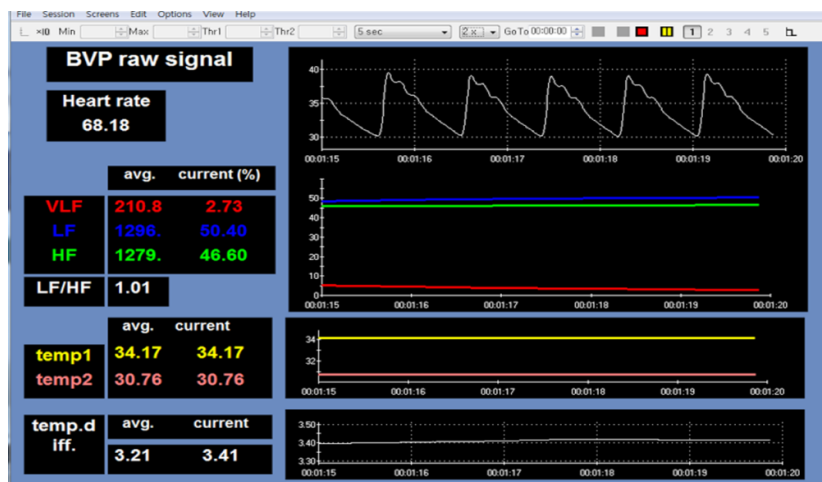 File Session Screens Edit Options View Help
×10 Min Max Thr1 Thr2 5 sec 2 x GoTo 00:00:00 1 2 3 4 5
BVP raw signal
Heart rate
68.18
40
35
30
00:01:15 00:01:16 00:01:17 00:01:18 00:01:19 00:01:20
avg. current (%)
VLF 210.8 2.73
LF 1296. 50.40
HF 1279. 46.60
LF/HF 1.01
50
40
30
20
10
0
00:01:15 00:01:16 00:01:17 00:01:18 00:01:19 00:01:20
avg. current
temp1 34.17 34.17
temp2 30.76 30.76
34
32
00:01:15 00:01:16 00:01:17 00:01:18 00:01:19 00:01:20
temp.d
iff.
avg. current
3.21 3.41
3.50
3.40
3.30
00:01:15 00:01:16 00:01:17 00:01:18 00:01:19 00:01:20